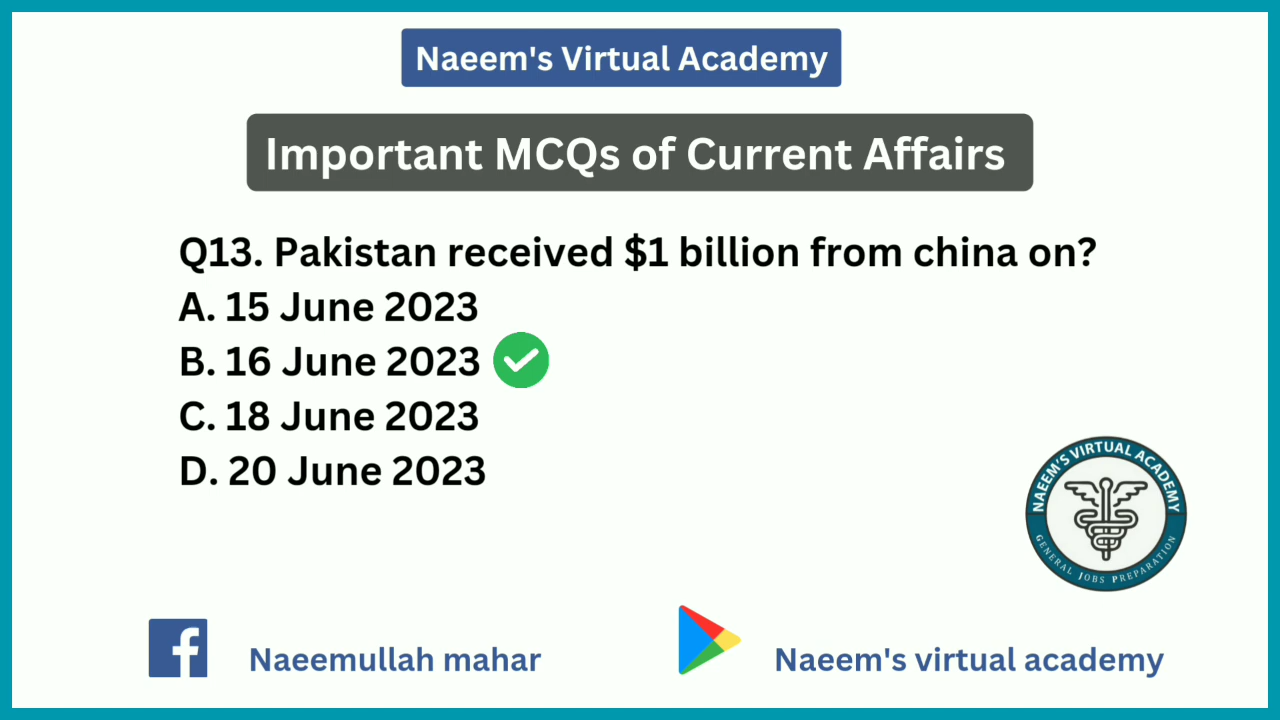 Naeem's Virtual Academy
Important MCQs of Current Affairs
Q13. Pakistan received $1 billion from china on?
A. 15 June 2023
B. 16 June 2023
C. 18 June 2023
D. 20 June 2023
NAEEM'S VIRTUAL ACADEMY
GENERAL JOBS PREPARATION
Naeemullah mahar
Naeem's virtual academy